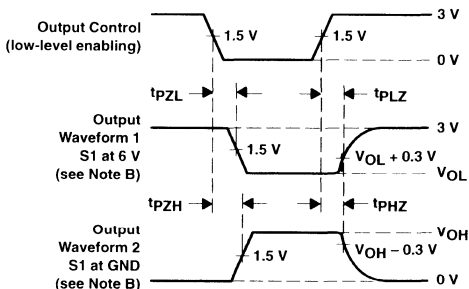 Output Control
(low-level enabling)
1.5 V
1.5 V
3 V
0 V
tPZL
tPLZ
Output
Waveform 1
S1 at 6 V
(see Note B)
1.5 V
3 V
VOL + 0.3 V
VOL
tPZH
tPHZ
Output
Waveform 2
S1 at GND
(see Note B)
1.5 V
VOH
VOH – 0.3 V
0 V